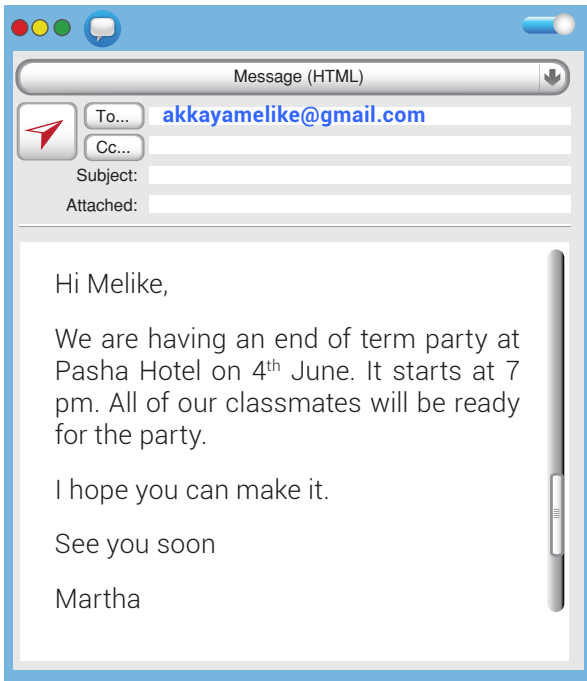 Message (HTML)
To... akkayamelike@gmail.com
Cc...
Subject:
Attached:
Hi Melike,
We are having an end of term party at
Pasha Hotel on 4th June. It starts at 7
pm. All of our classmates will be ready
for the party.
I hope you can make it.
See you soon
Martha